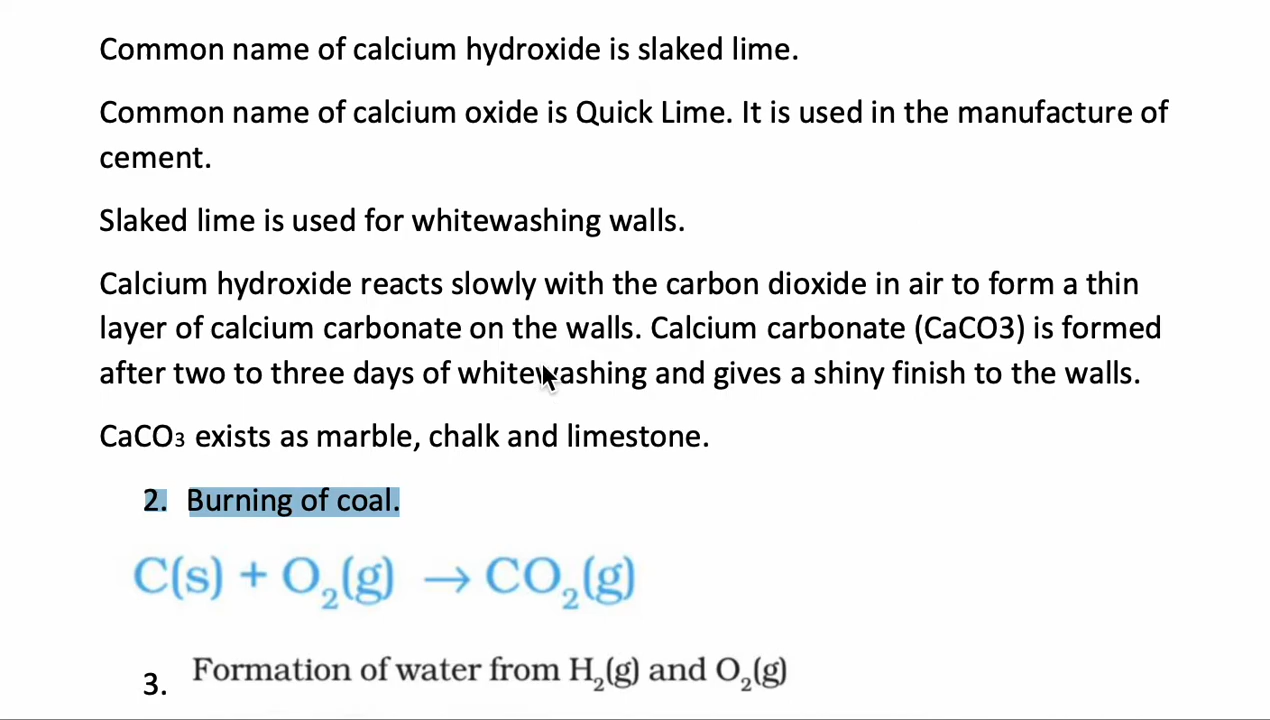 Common name of calcium hydroxide is slaked lime.
Common name of calcium oxide is Quick Lime. It is used in the manufacture of
cement.
Slaked lime is used for whitewashing walls.
Calcium hydroxide reacts slowly with the carbon dioxide in air to form a thin
layer of calcium carbonate on the walls. Calcium carbonate (CaCO3) is formed
after two to three days of whitewashing and gives a shiny finish to the walls.
CaCO₃ exists as marble, chalk and limestone.
2. Burning of coal.
C(s) + O₂(g) → CO₂(g)
3. Formation of water from H₂(g) and O₂(g)